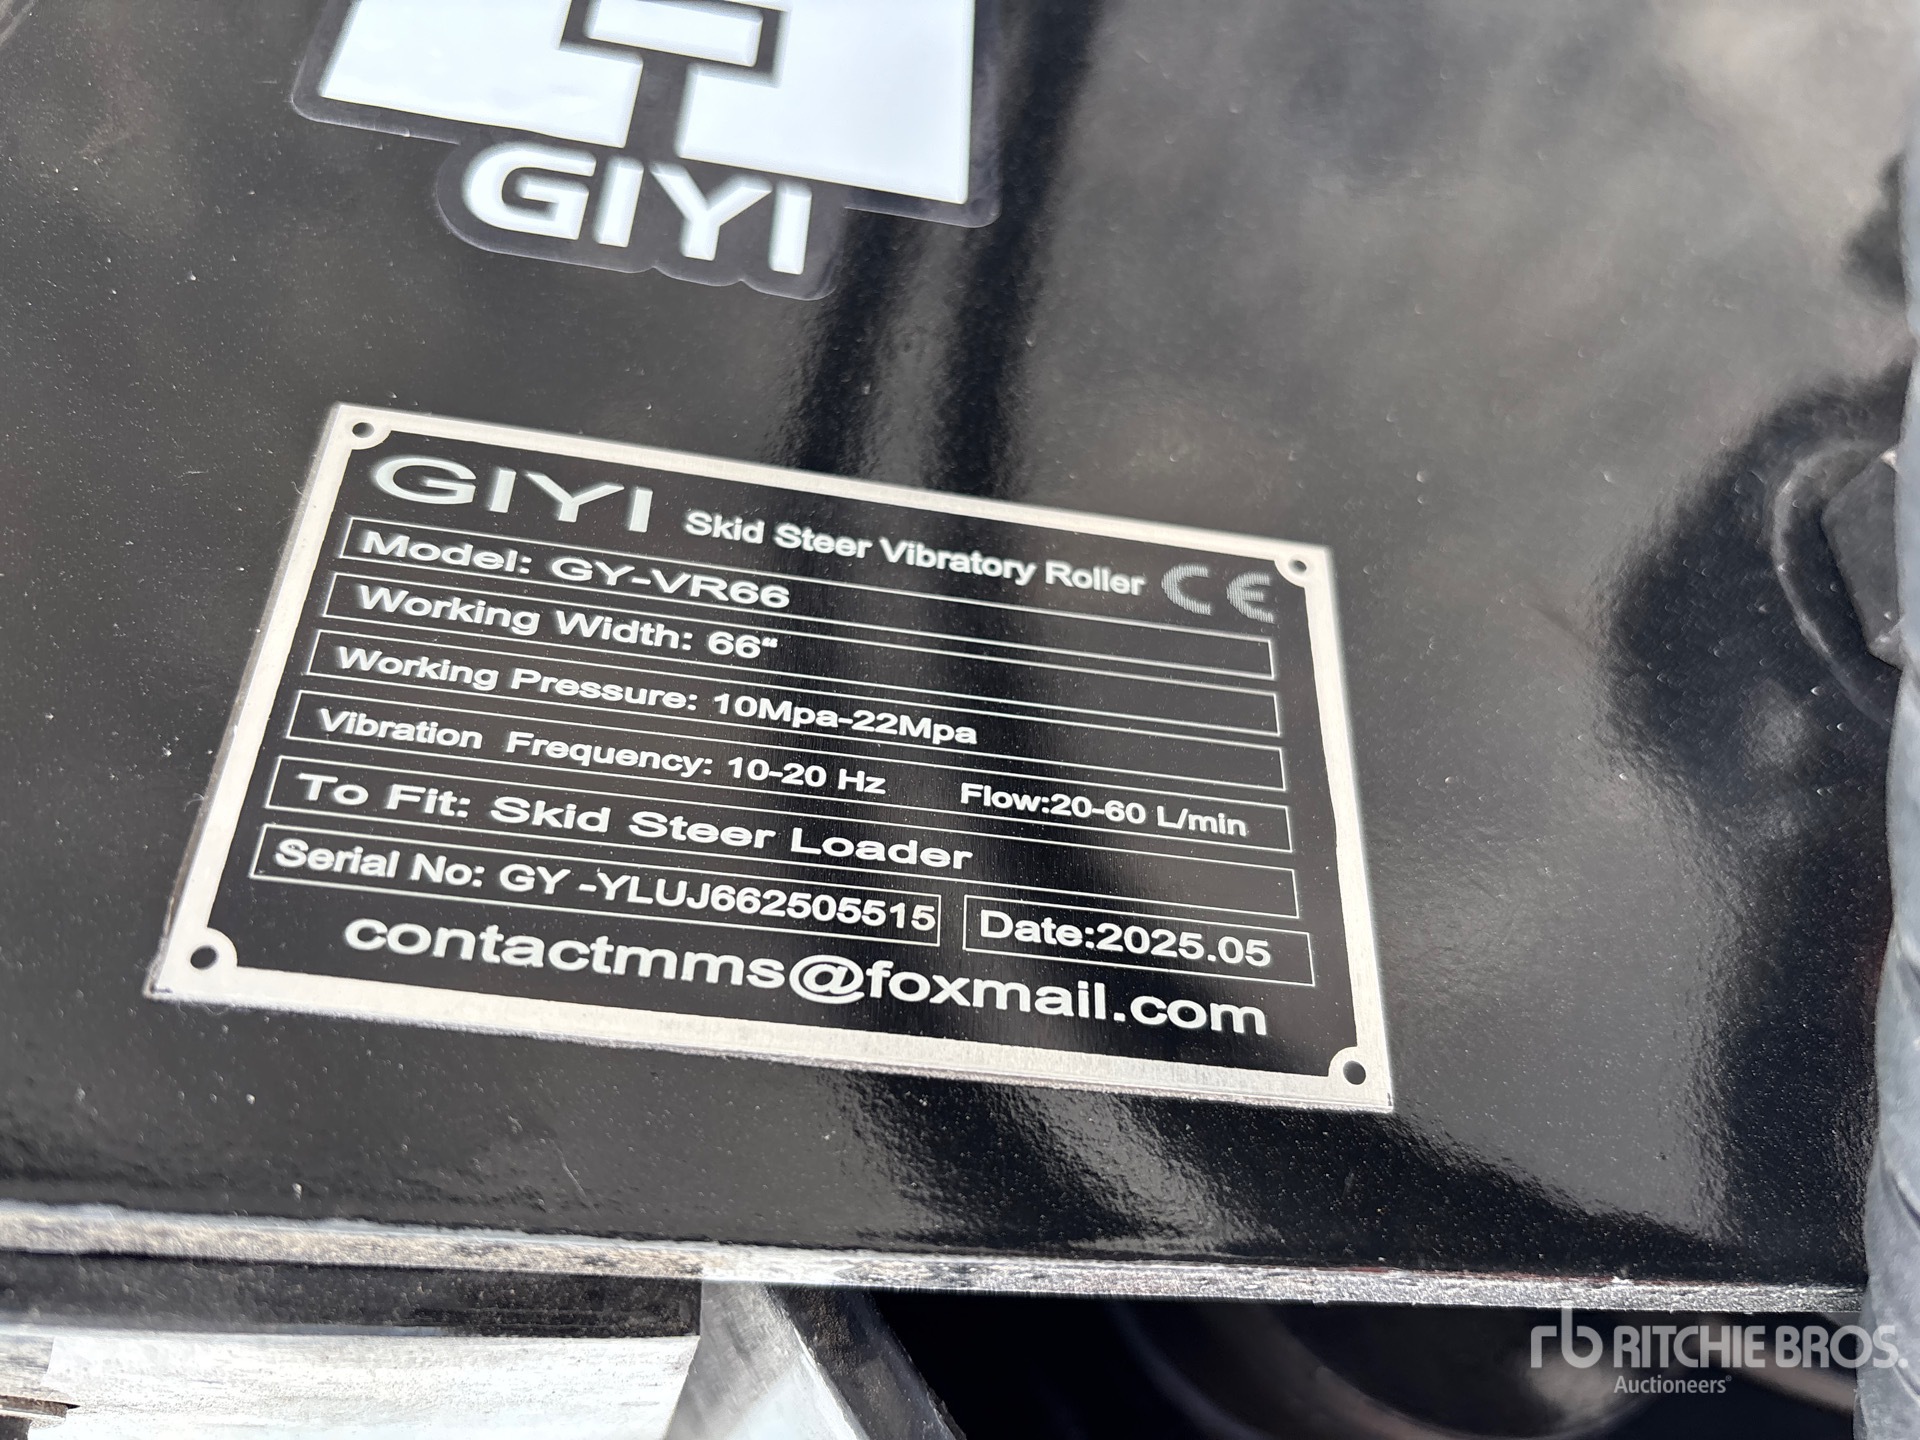 GIYI
GIYI Skid Steer Vibratory Roller CE
Model: GY-VR66
Working Width: 66“
Working Pressure: 10Mpa-22Mpa
Vibration Frequency: 10-20 Hz Flow:20-60 L/min
To Fit: Skid Steer Loader
Serial No: GY -YLUJ662505515 Date:2025.05
contactmms@foxmail.com
rb RITCHIE BROS.
Auctioneers®